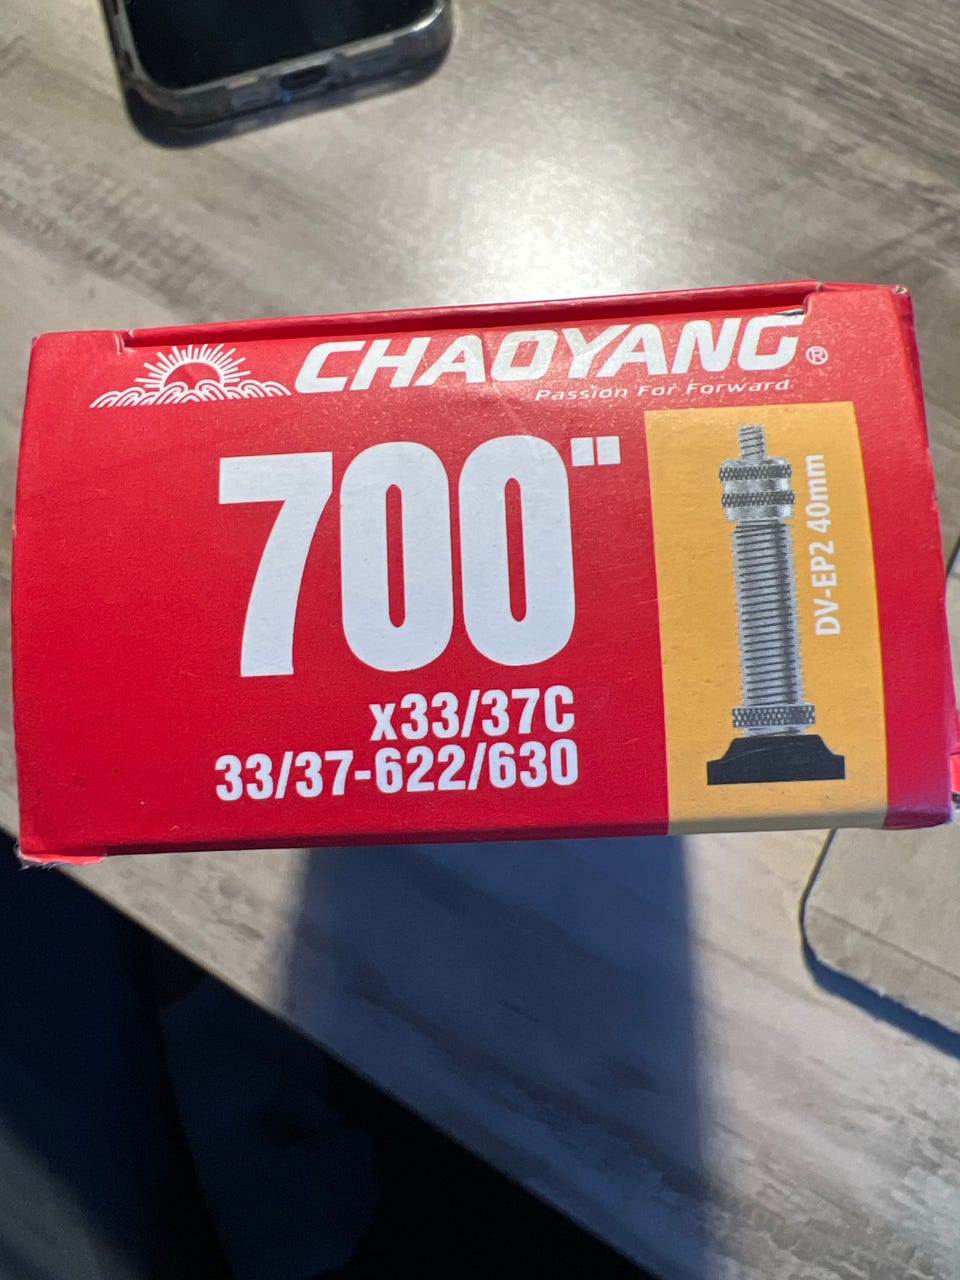 CHAOYANG®
Passion For Forward
700"
x33/37C
33/37-622/630
DV-EP2 40mm